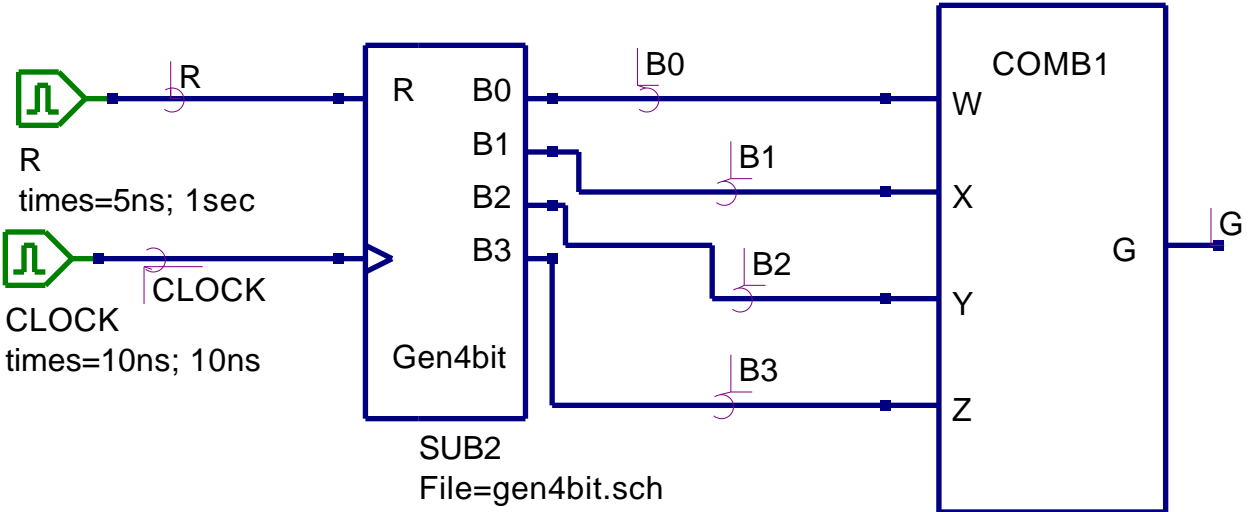 R
R
times=5ns; 1sec
CLOCK
CLOCK
times=10ns; 10ns
R
B0
B1
B2
B3
Gen4bit
SUB2
File=gen4bit.sch
B0
B1
B2
B3
COMB1
W
X
Y
Z
G
G